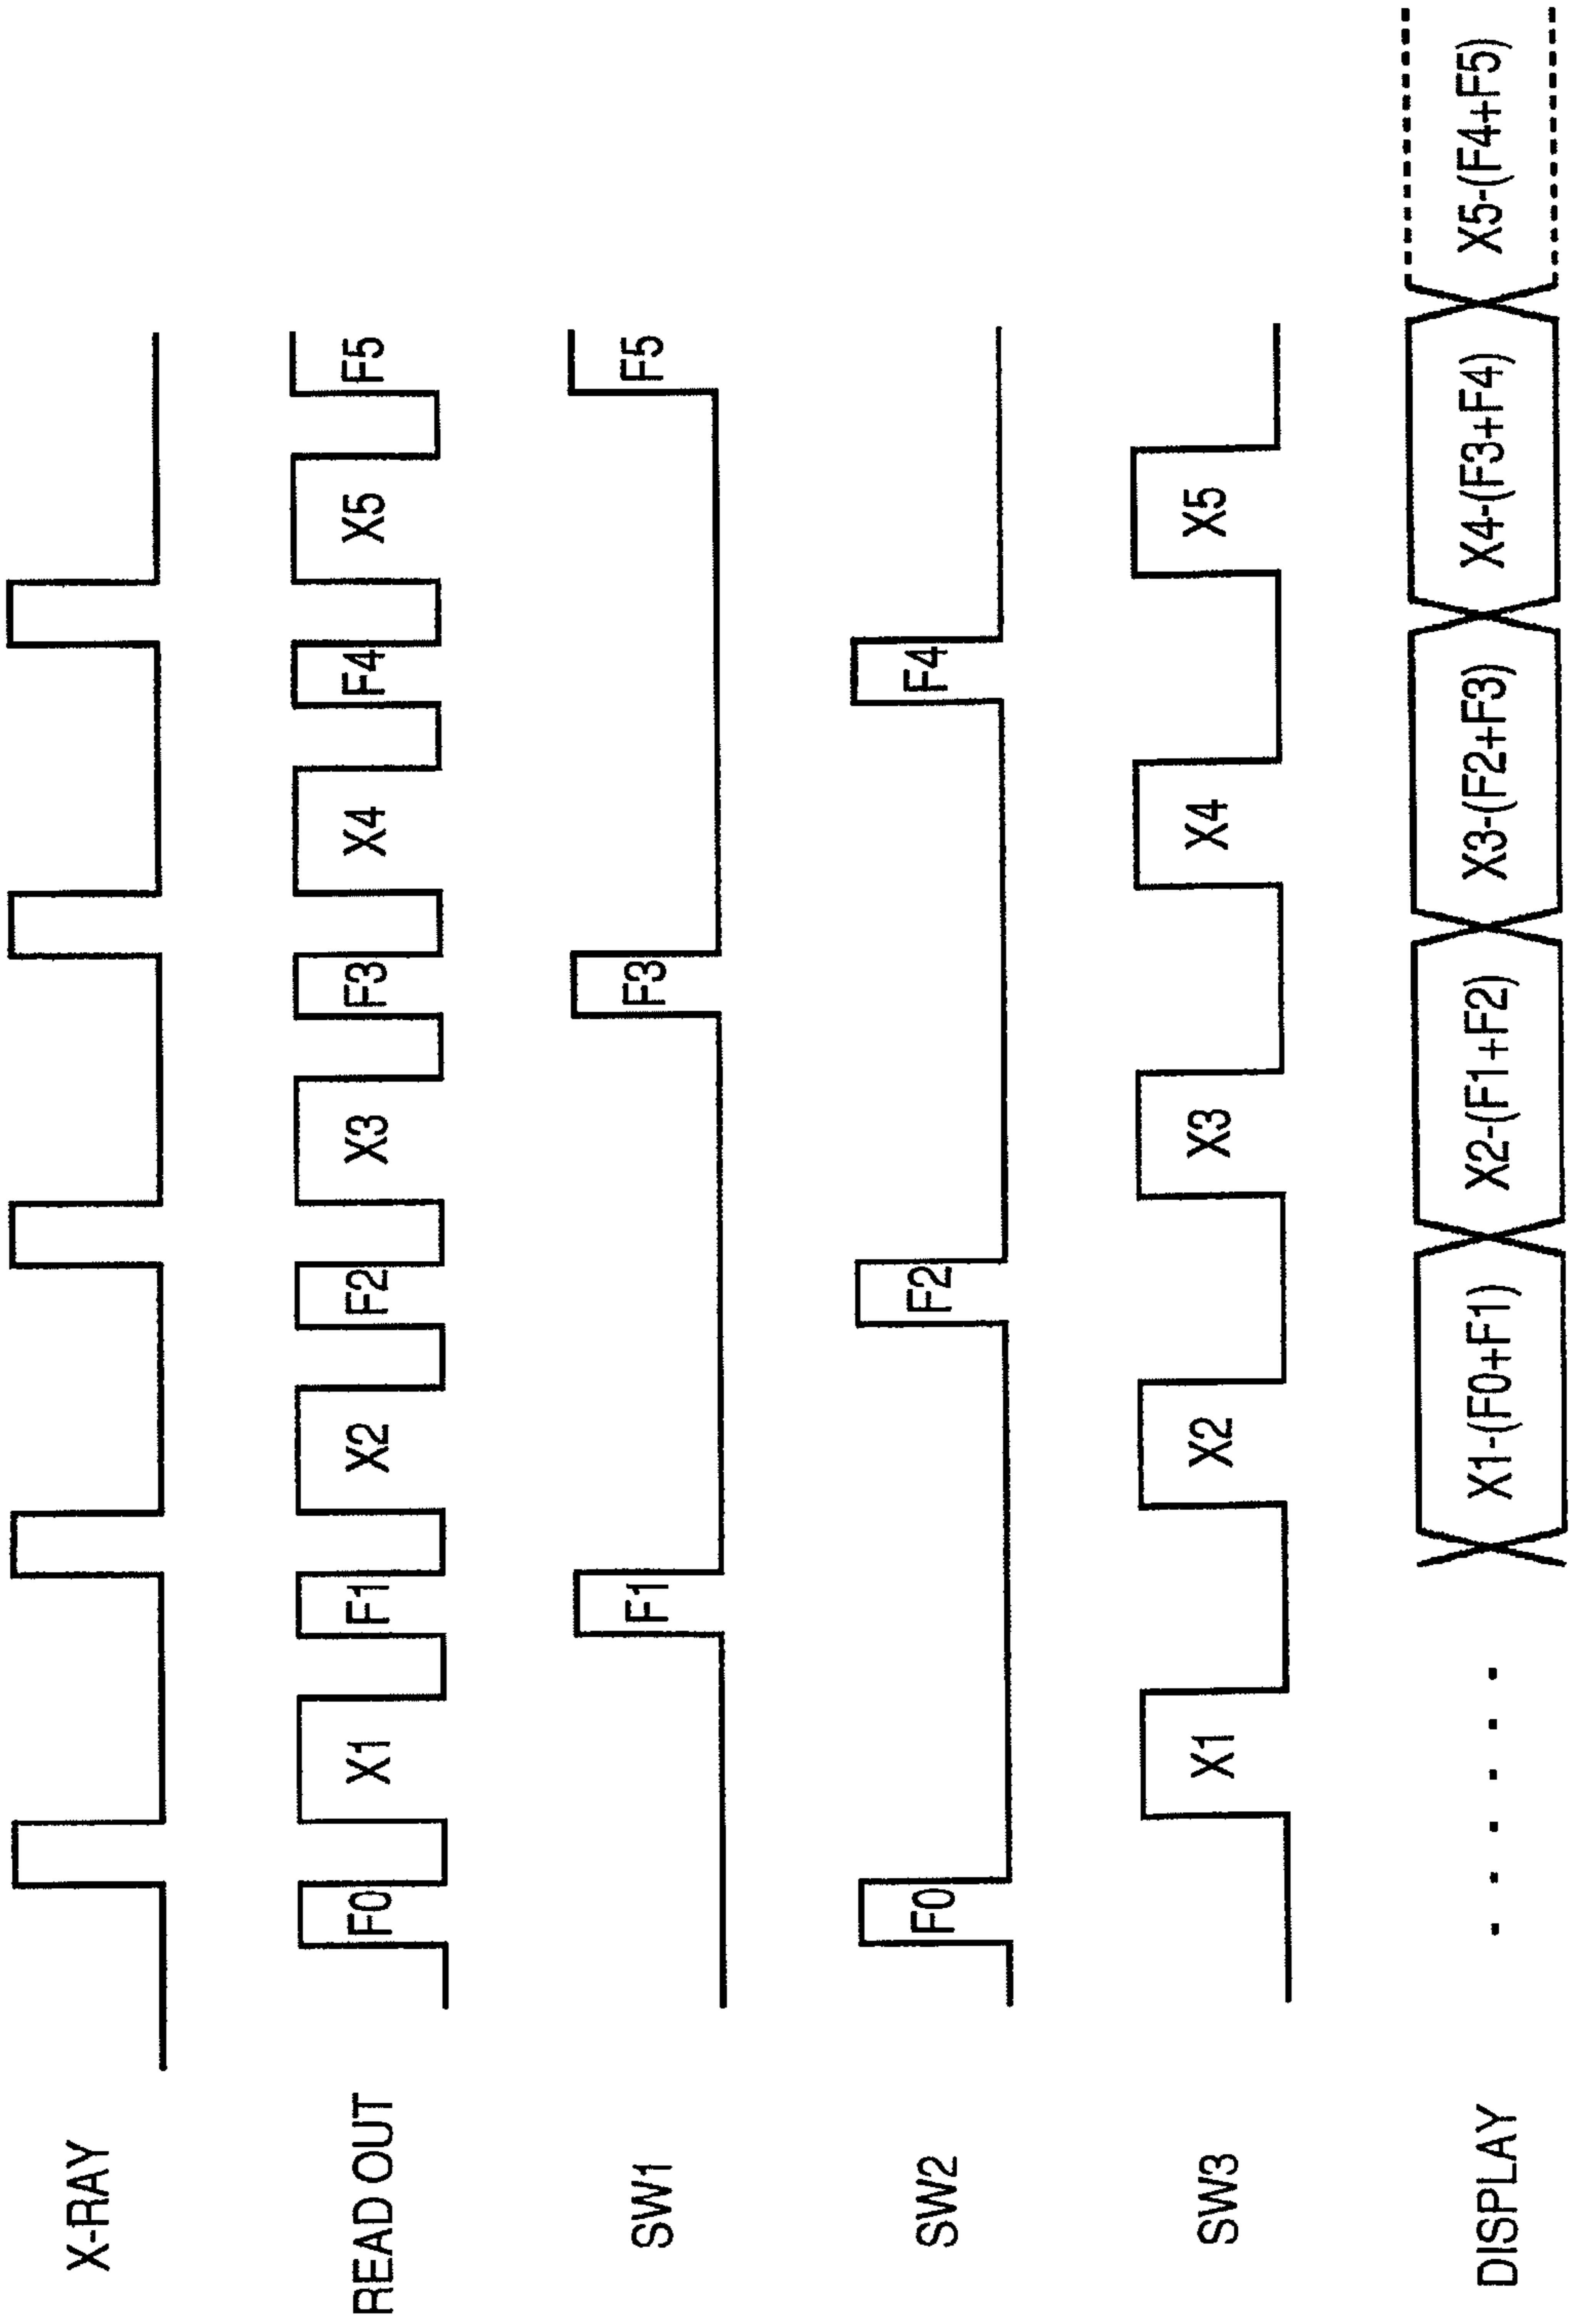 X-RAY
READ OUT F0 X1 F1 X2 F2 X3 F3 X4 F4 X5 F5
SW1 F1 F3 F5
SW2 F0 F2 F4
SW3 X1 X2 X3 X4 X5
DISPLAY X1-(F0+F1) X2-(F1+F2) X3-(F2+F3) X4-(F3+F4) X5-(F4+F5)